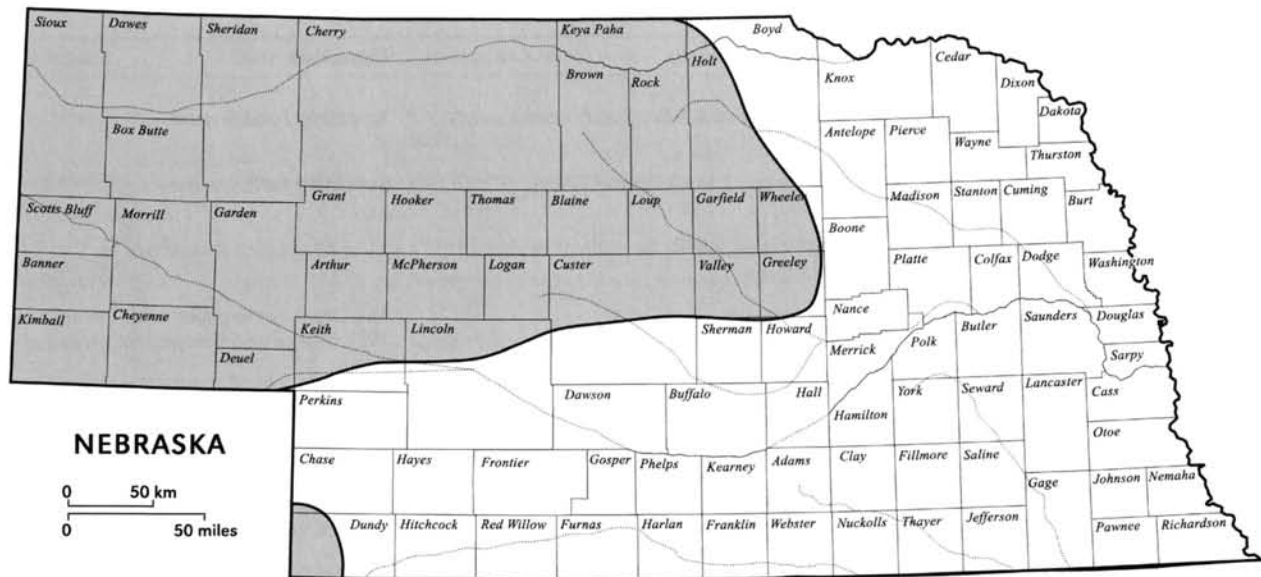 Sioux Dawes Sheridan Cherry Keya Paha Boyd
Holt Cedar
Brown Rock Knox Dixon
Dakota
Box Butte Antelope Pierce
Wayne
Thurston
Grant Hooker Thomas Blaine Loup Garfield Wheeler Madison Stanton Cuming Burt
Scotts Bluff Morrill Garden
Boone
Banner Arthur McPherson Logan Custer Valley Greeley Platte Colfax Dodge Washington
Kimball Cheyenne Nance Douglas
Keith Lincoln Sherman Howard Butler Saunders
Deuel Merrick Polk Sarpy
Perkins Dawson Buffalo Hall York Seward Lancaster Cass
Hamilton
NEBRASKA
Otoe
Chase Hayes Frontier Gosper Phelps Kearney Adams Clay Fillmore Saline
Gage Johnson Nemaha
0 50 km
0 50 miles
Dundy Hitchcock Red Willow Furnas Harlan Franklin Webster Nuckolls Thayer Jefferson Pawnee Richardson